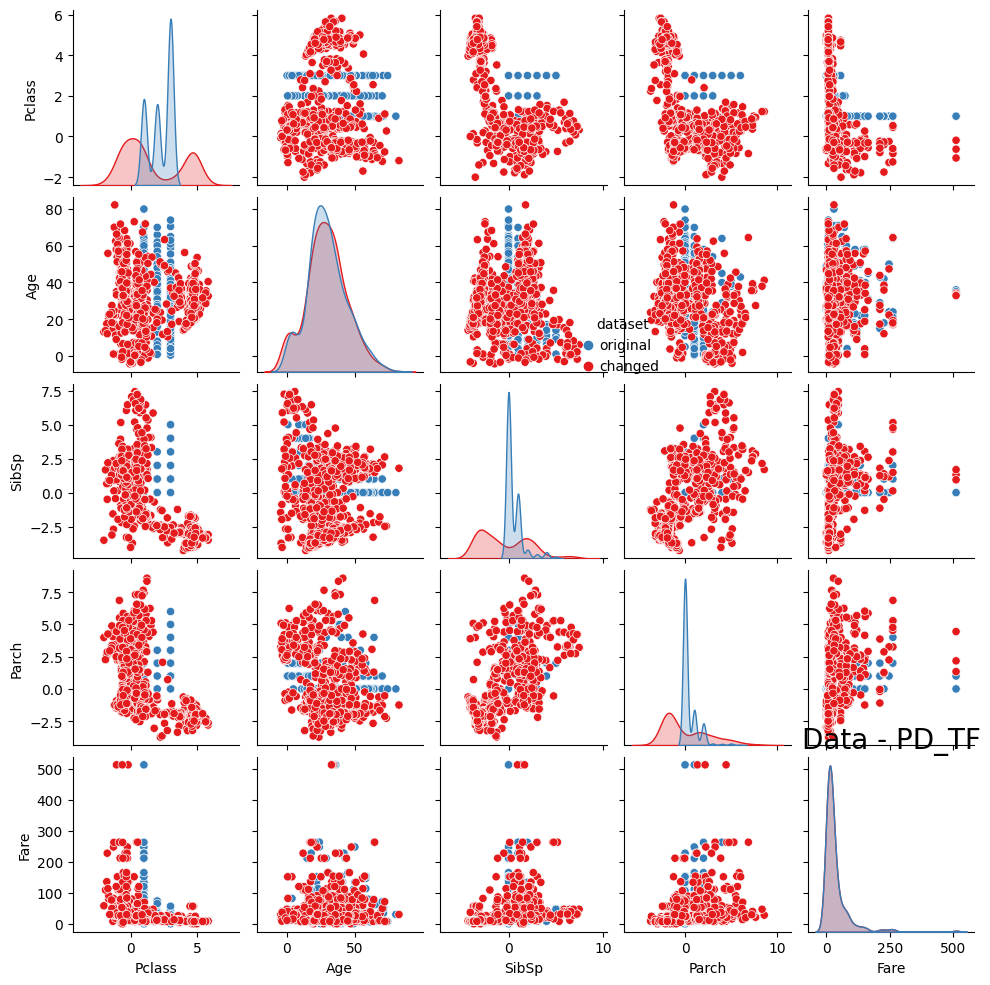 6
4
2
0
−2
Pclass
80
60
40
20
0
Age
dataset
original
changed
7.5
5.0
2.5
0.0
−2.5
SibSp
7.5
5.0
2.5
0.0
−2.5
Parch
Data - PD_TF
500
400
300
200
100
0
Fare
0 5 0 50 0 10 0 10 0 250 500
Pclass Age SibSp Parch Fare